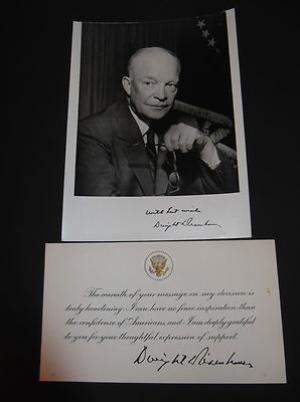 With best wishes
Dwight Eisenhower
The warmth of your message on my decision is
truly heartening. I can have no finer inspiration than
the confidence of Americans, and I am deeply grateful
to you for your thoughtful expression of support.
Dwight D Eisenhower